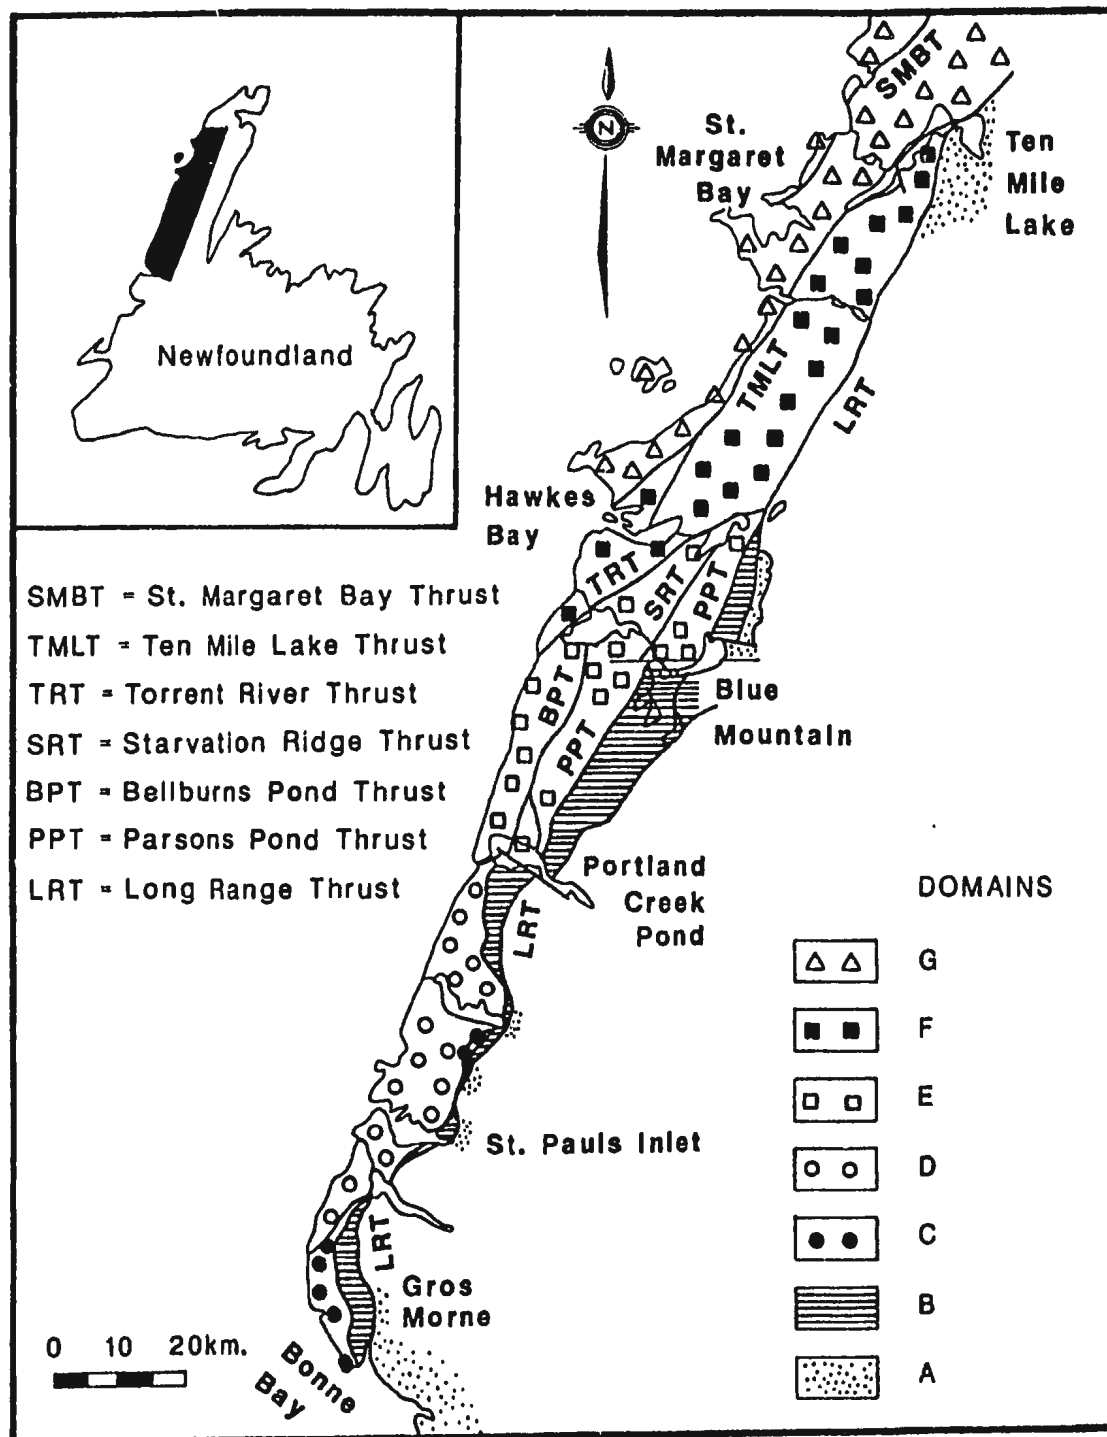 Newfoundland
N
SMBT
St.
Margaret
Bay
Ten
Mile
Lake
TMLT
LRT
Hawkes
Bay
TRT
SRT
PPT
SMBT = St. Margaret Bay Thrust
TMLT = Ten Mile Lake Thrust
TRT = Torrent River Thrust
SRT = Starvation Ridge Thrust
BPT = Bellburns Pond Thrust
PPT = Parsons Pond Thrust
LRT = Long Range Thrust
BPT
PPT
Blue
Mountain
Portland
Creek
Pond
LRT
St. Pauls Inlet
LRT
Gros
Morne
Bonne
Bay
0 10 20km.
DOMAINS
G
F
E
D
C
B
A